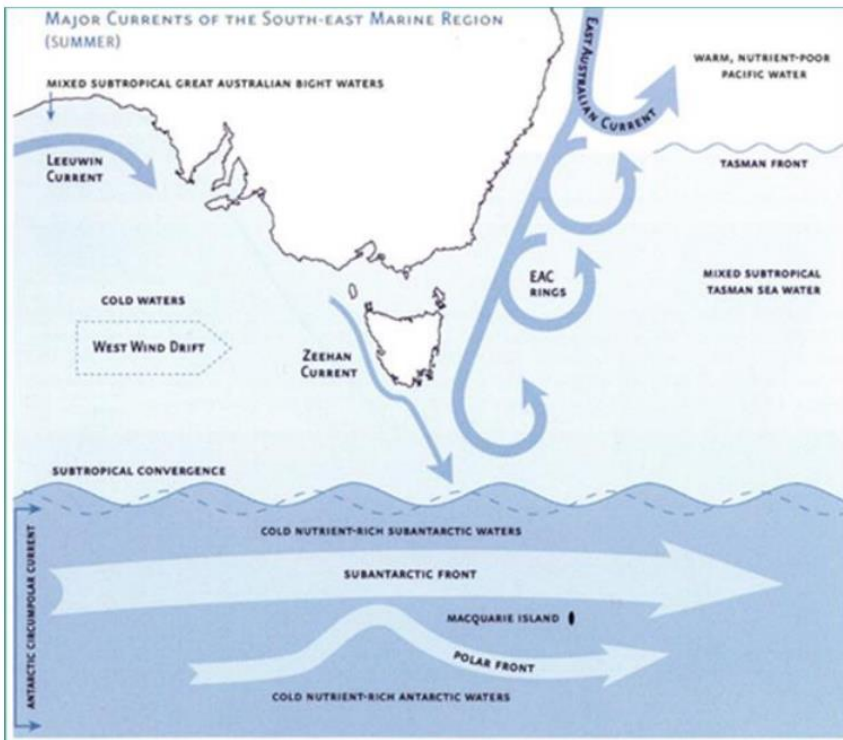 MAJOR CURRENTS OF THE SOUTH-EAST MARINE REGION
(SUMMER)
MIXED SUBTROPICAL GREAT AUSTRALIAN BIGHT WATERS
LEEUWIN
CURRENT
EAST AUSTRALIAN CURRENT
WARM, NUTRIENT-POOR
PACIFIC WATER
TASMAN FRONT
EAC
RINGS
MIXED SUBTROPICAL
TASMAN SEA WATER
COLD WATERS
WEST WIND DRIFT
ZEEHAN
CURRENT
SUBTROPICAL CONVERGENCE
ANTARCTIC CIRCUMPOLAR CURRENT
COLD NUTRIENT-RICH SUBANTARCTIC WATERS
SUBANTARCTIC FRONT
MACQUARIE ISLAND
POLAR FRONT
COLD NUTRIENT-RICH ANTARCTIC WATERS